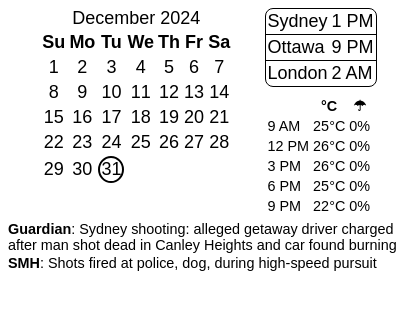 December 2024
Su Mo Tu We Th Fr Sa
1 2 3 4 5 6 7
8 9 10 11 12 13 14
15 16 17 18 19 20 21
22 23 24 25 26 27 28
29 30 31
Sydney 1 PM
Ottawa 9 PM
London 2 AM
°C ☂
9 AM 25°C 0%
12 PM 26°C 0%
3 PM 26°C 0%
6 PM 25°C 0%
9 PM 22°C 0%
Guardian: Sydney shooting: alleged getaway driver charged
after man shot dead in Canley Heights and car found burning
SMH: Shots fired at police, dog, during high-speed pursuit